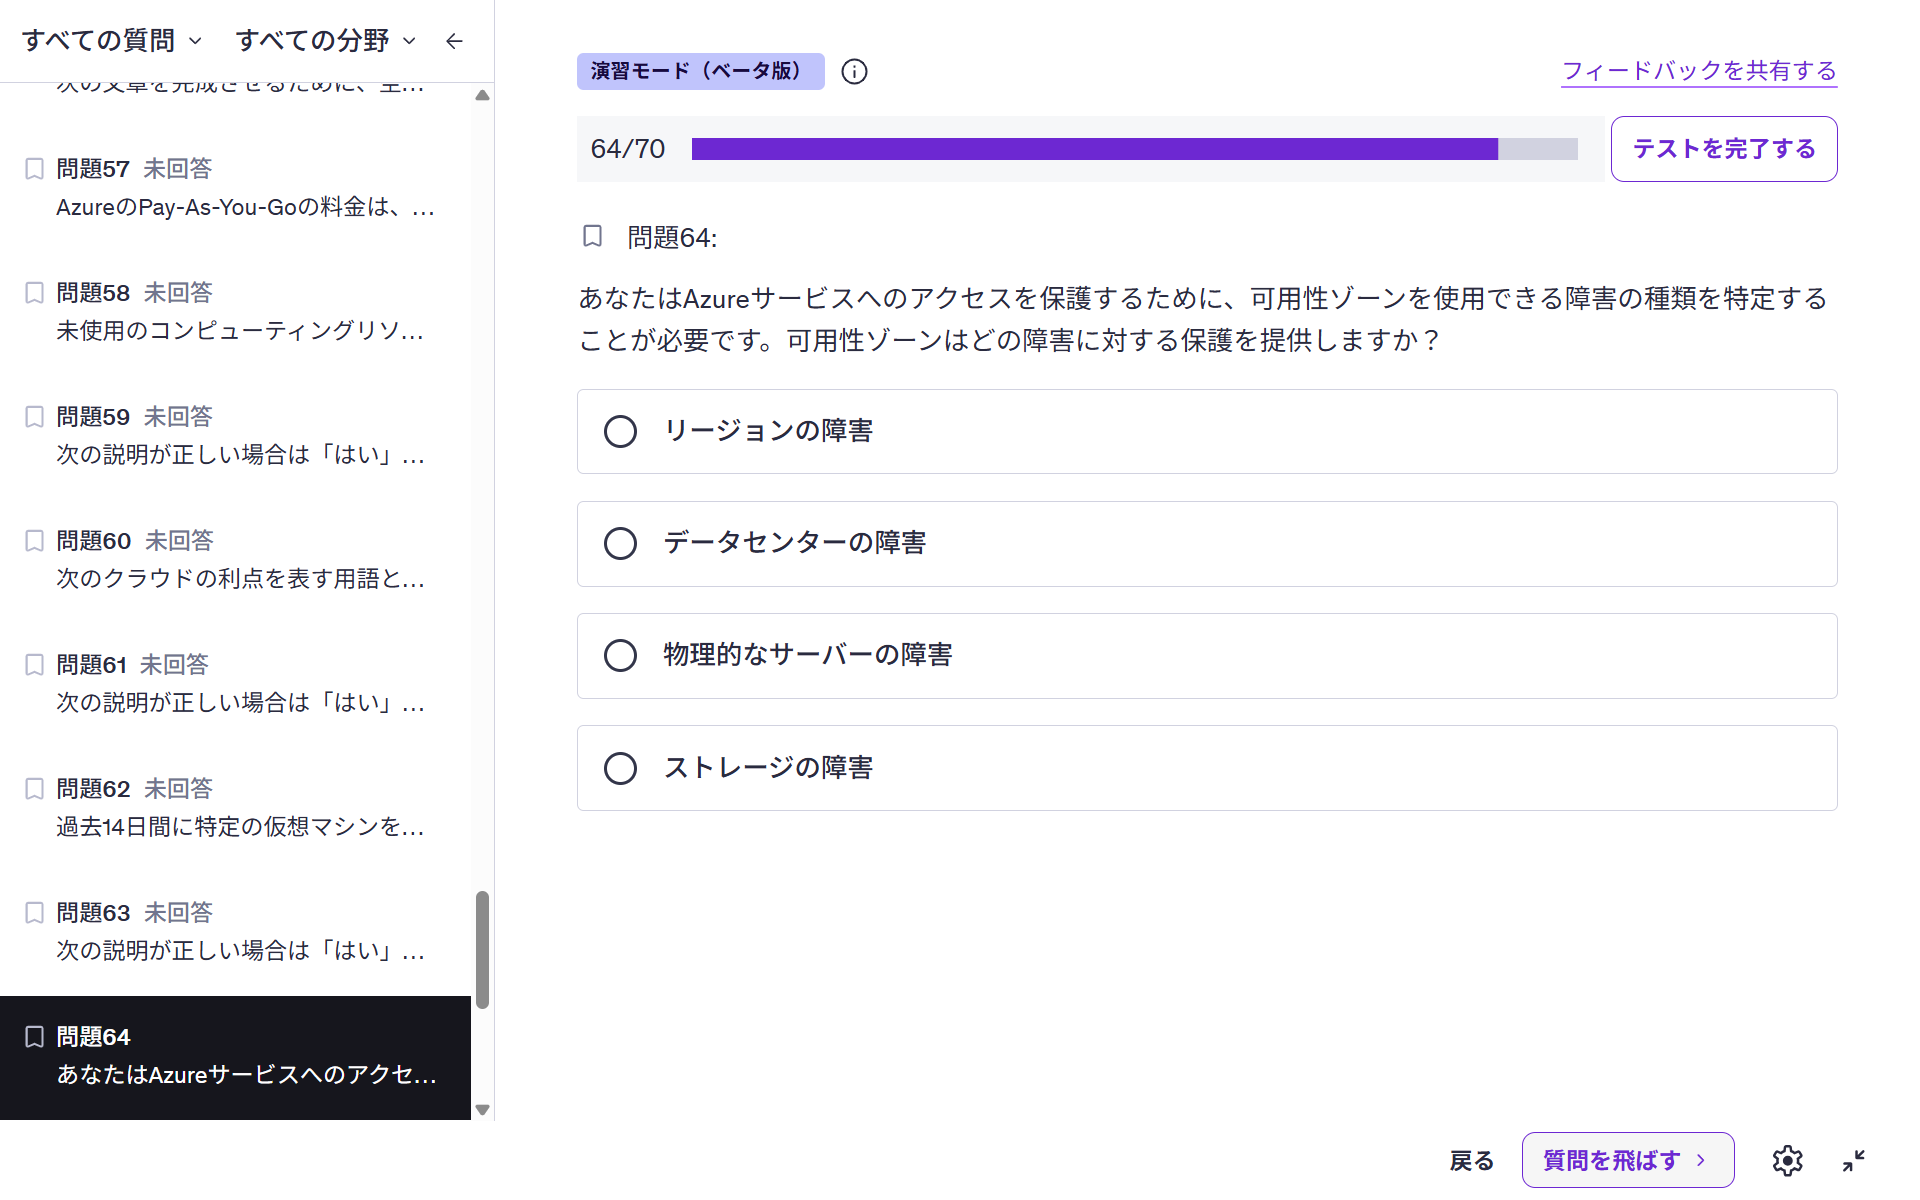 すべての質問 すべての分野
次の文章を完成させるために、空...
問題57 未回答
AzureのPay-As-You-Goの料金は、...
問題58 未回答
未使用のコンピューティングリソ...
問題59 未回答
次の説明が正しい場合は「はい」...
問題60 未回答
次のクラウドの利点を表す用語と...
問題61 未回答
次の説明が正しい場合は「はい」...
問題62 未回答
過去14日間に特定の仮想マシンを...
問題63 未回答
次の説明が正しい場合は「はい」...
問題64
あなたはAzureサービスへのアクセ...
演習モード（ベータ版）
フィードバックを共有する
64/70
テストを完了する
問題64:
あなたはAzureサービスへのアクセスを保護するために、可用性ゾーンを使用できる障害の種類を特定する
ことが必要です。可用性ゾーンはどの障害に対する保護を提供しますか？
リージョンの障害
データセンターの障害
物理的なサーバーの障害
ストレージの障害
戻る
質問を飛ばす